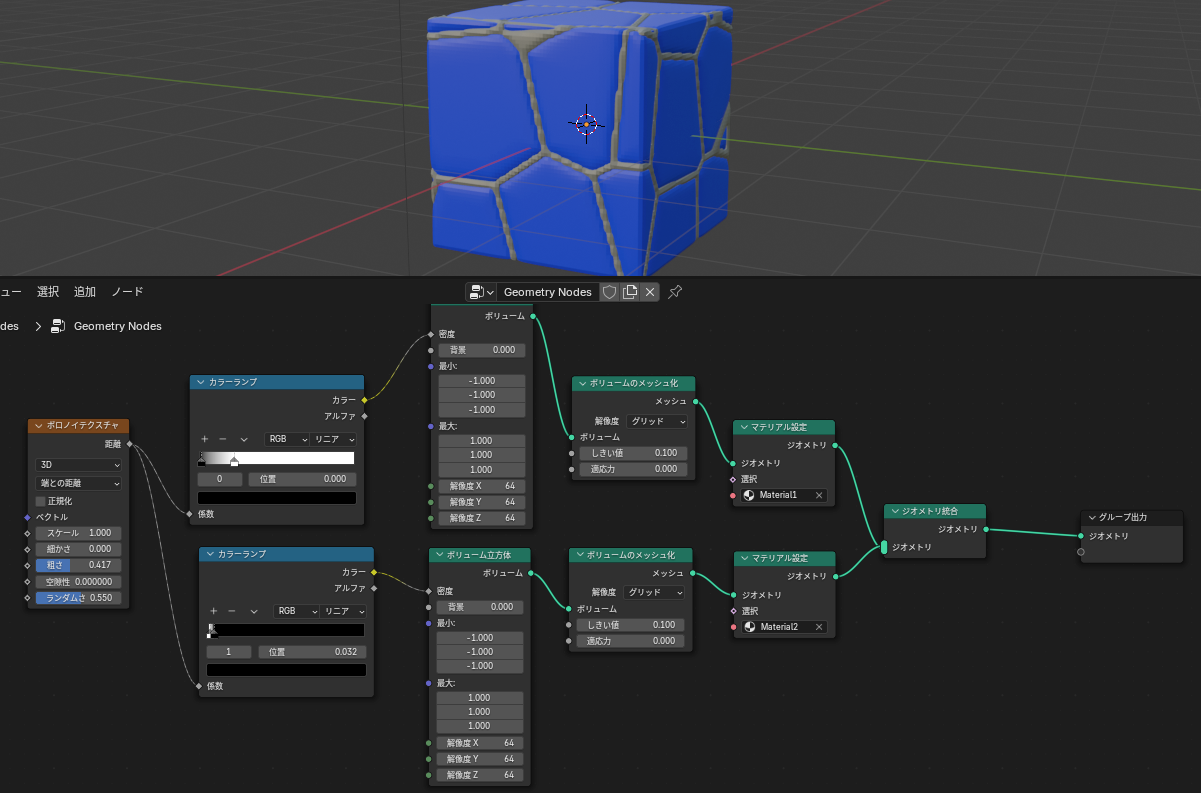 ュー 選択 追加 ノード
Geometry Nodes
des > Geometry Nodes
ボロノイテクスチャ
距離
3D
端との距離
正規化
ベクトル
スケール 1.000
細かさ 0.000
粗さ 0.417
空隙性 0.000000
ランダムさ 0.550
カラーランプ
カラー
アルファ
RGB リニア
0 位置 0.000
係数
カラーランプ
カラー
アルファ
RGB リニア
1 位置 0.032
係数
ボリューム
密度
背景 0.000
最小:
-1.000
-1.000
-1.000
最大:
1.000
1.000
1.000
解像度 X 64
解像度 Y 64
解像度 Z 64
ボリューム立方体
ボリューム
密度
背景 0.000
最小:
-1.000
-1.000
-1.000
最大:
1.000
1.000
1.000
解像度 X 64
解像度 Y 64
解像度 Z 64
ボリュームのメッシュ化
メッシュ
解像度 グリッド
ボリューム
しきい値 0.100
適応力 0.000
ボリュームのメッシュ化
メッシュ
解像度 グリッド
ボリューム
しきい値 0.100
適応力 0.000
マテリアル設定
ジオメトリ
ジオメトリ
選択
Material1
マテリアル設定
ジオメトリ
ジオメトリ
選択
Material2
ジオメトリ統合
ジオメトリ
ジオメトリ
グループ出力
ジオメトリ